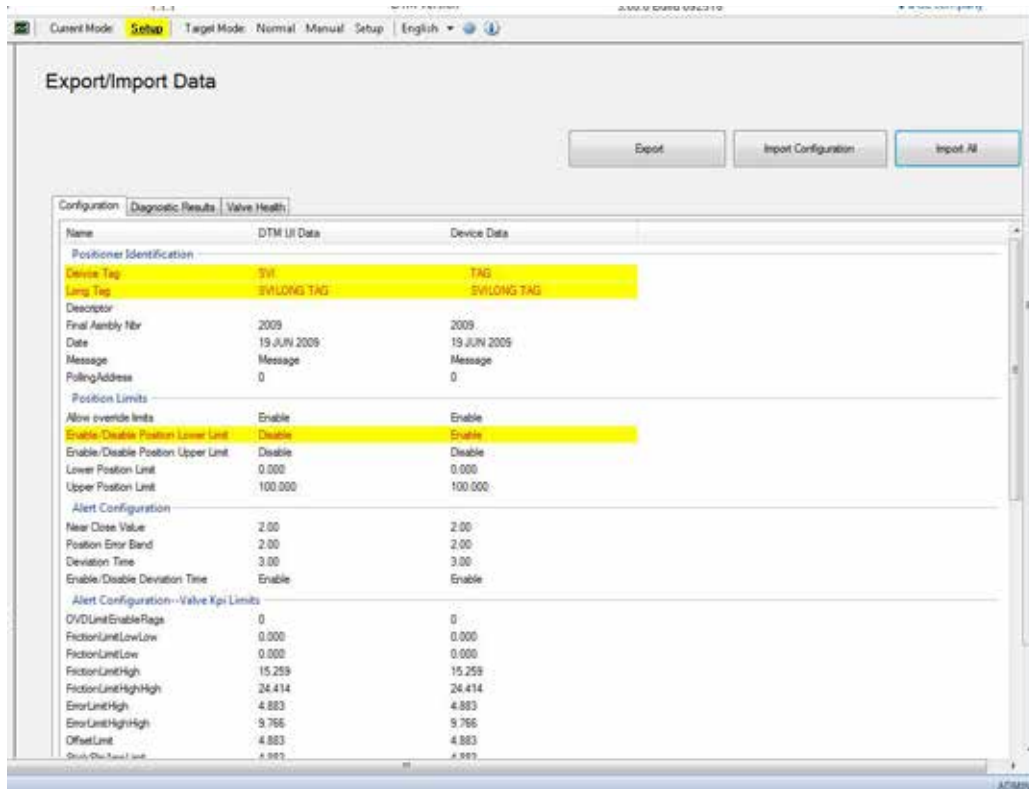 Current Mode: Setup Target Mode: Normal Manual Setup English
Export/Import Data
Export Import Configuration Import All
Configuration Diagnostic Results Valve Health
Name DTM UI Data Device Data
Positioner Identification
Device Tag SVI TAG
Long Tag SVILONG TAG SVILONG TAG
Descriptor
Final Asmbly Nbr 2009 2009
Date 19 JUN 2009 19 JUN 2009
Message Message Message
PollingAddress 0 0
Position Limits
Allow override limits Enable Enable
Enable/Disable Position Lower Limit Disable Enable
Enable/Disable Position Upper Limit Disable Disable
Lower Position Limit 0.000 0.000
Upper Position Limit 100.000 100.000
Alert Configuration
Near Close Value 2.00 2.00
Position Error Band 2.00 2.00
Deviation Time 3.00 3.00
Enable/Disable Deviation Time Enable Enable
Alert Configuration--Valve Kpi Limits
OVDLimitEnableFlags 0 0
FrictionLimitLowLow 0.000 0.000
FrictionLimitLow 0.000 0.000
FrictionLimitHigh 15.259 15.259
FrictionLimitHighHigh 24.414 24.414
ErrorLimitHigh 4.883 4.883
ErrorLimitHighHigh 9.766 9.766
OffsetLimit 4.883 4.883